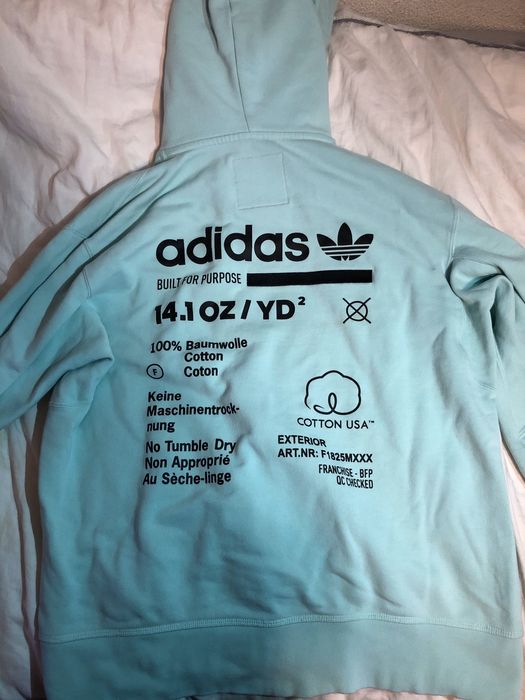 adidas
BUILT FOR PURPOSE
14.1 OZ / YD²
100% Baumwolle
Cotton
F Coton
Keine
Maschinentrock-
nung
No Tumble Dry
Non Approprié
Au Sèche-linge
COTTON USA™
EXTERIOR
ART.NR: F1825MXXX
FRANCHISE - BFP
QC CHECKED